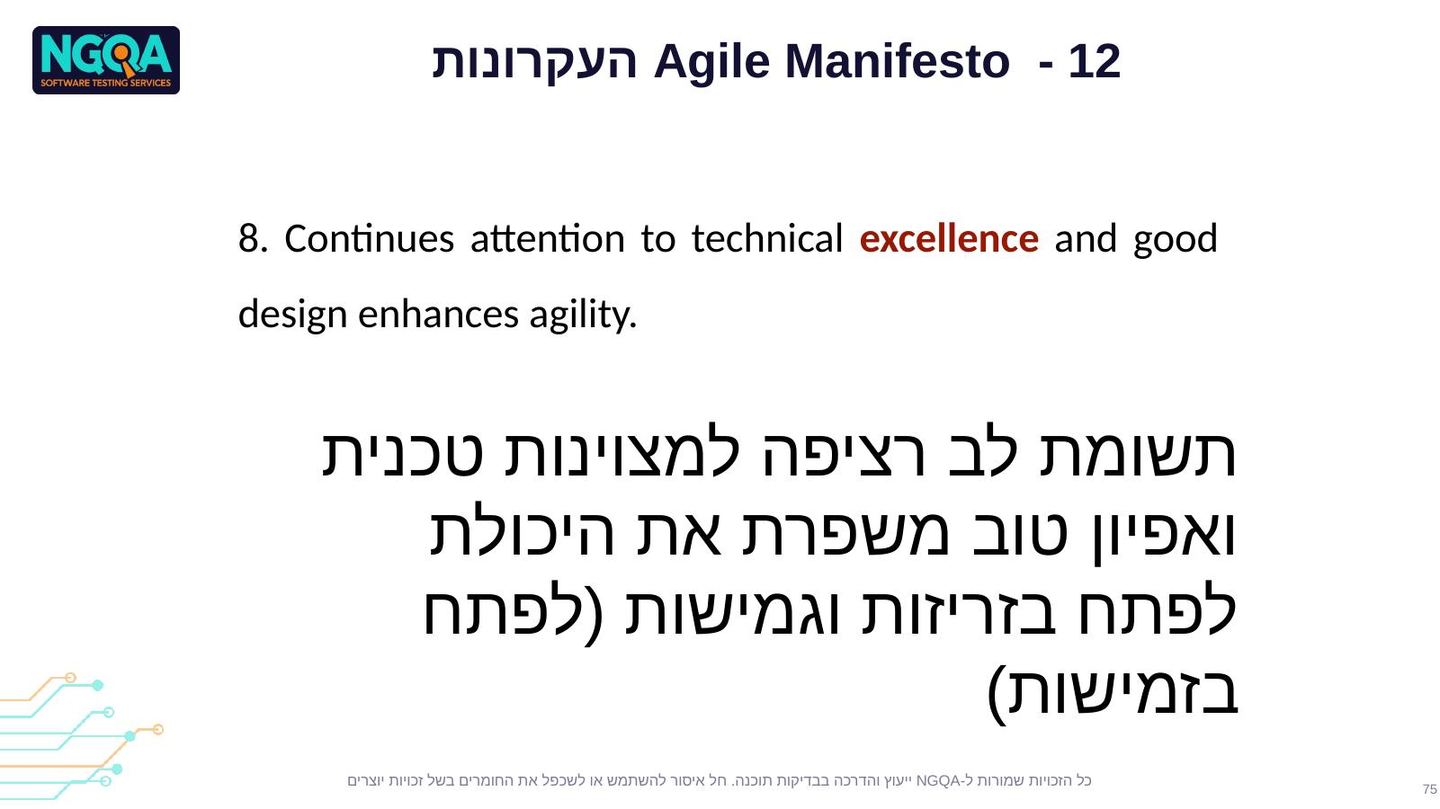 NGQA
SOFTWARE TESTING SERVICES
העקרונות Agile Manifesto  - 12
8. Continues attention to technical excellence and good
design enhances agility.
תשומת לב רציפה למצוינות טכנית
ואפיון טוב משפרת את היכולת
לפתח בזריזות וגמישות (לפתח
בזמישות)
כל הזכויות שמורות ל-NGQA ייעוץ והדרכה בבדיקות תוכנה. חל איסור להשתמש או לשכפל את החומרים בשל זכויות יוצרים
75